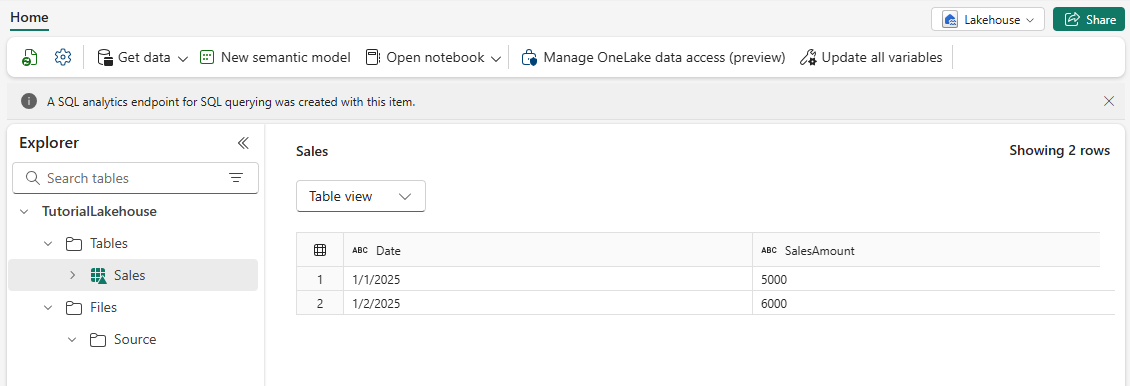 Home
Lakehouse
Share
Get data
New semantic model
Open notebook
Manage OneLake data access (preview)
Update all variables
A SQL analytics endpoint for SQL querying was created with this item.
Explorer
Search tables
TutorialLakehouse
Tables
Sales
Files
Source
Sales
Showing 2 rows
Table view
ABC Date ABC SalesAmount
1 1/1/2025 5000
2 1/2/2025 6000